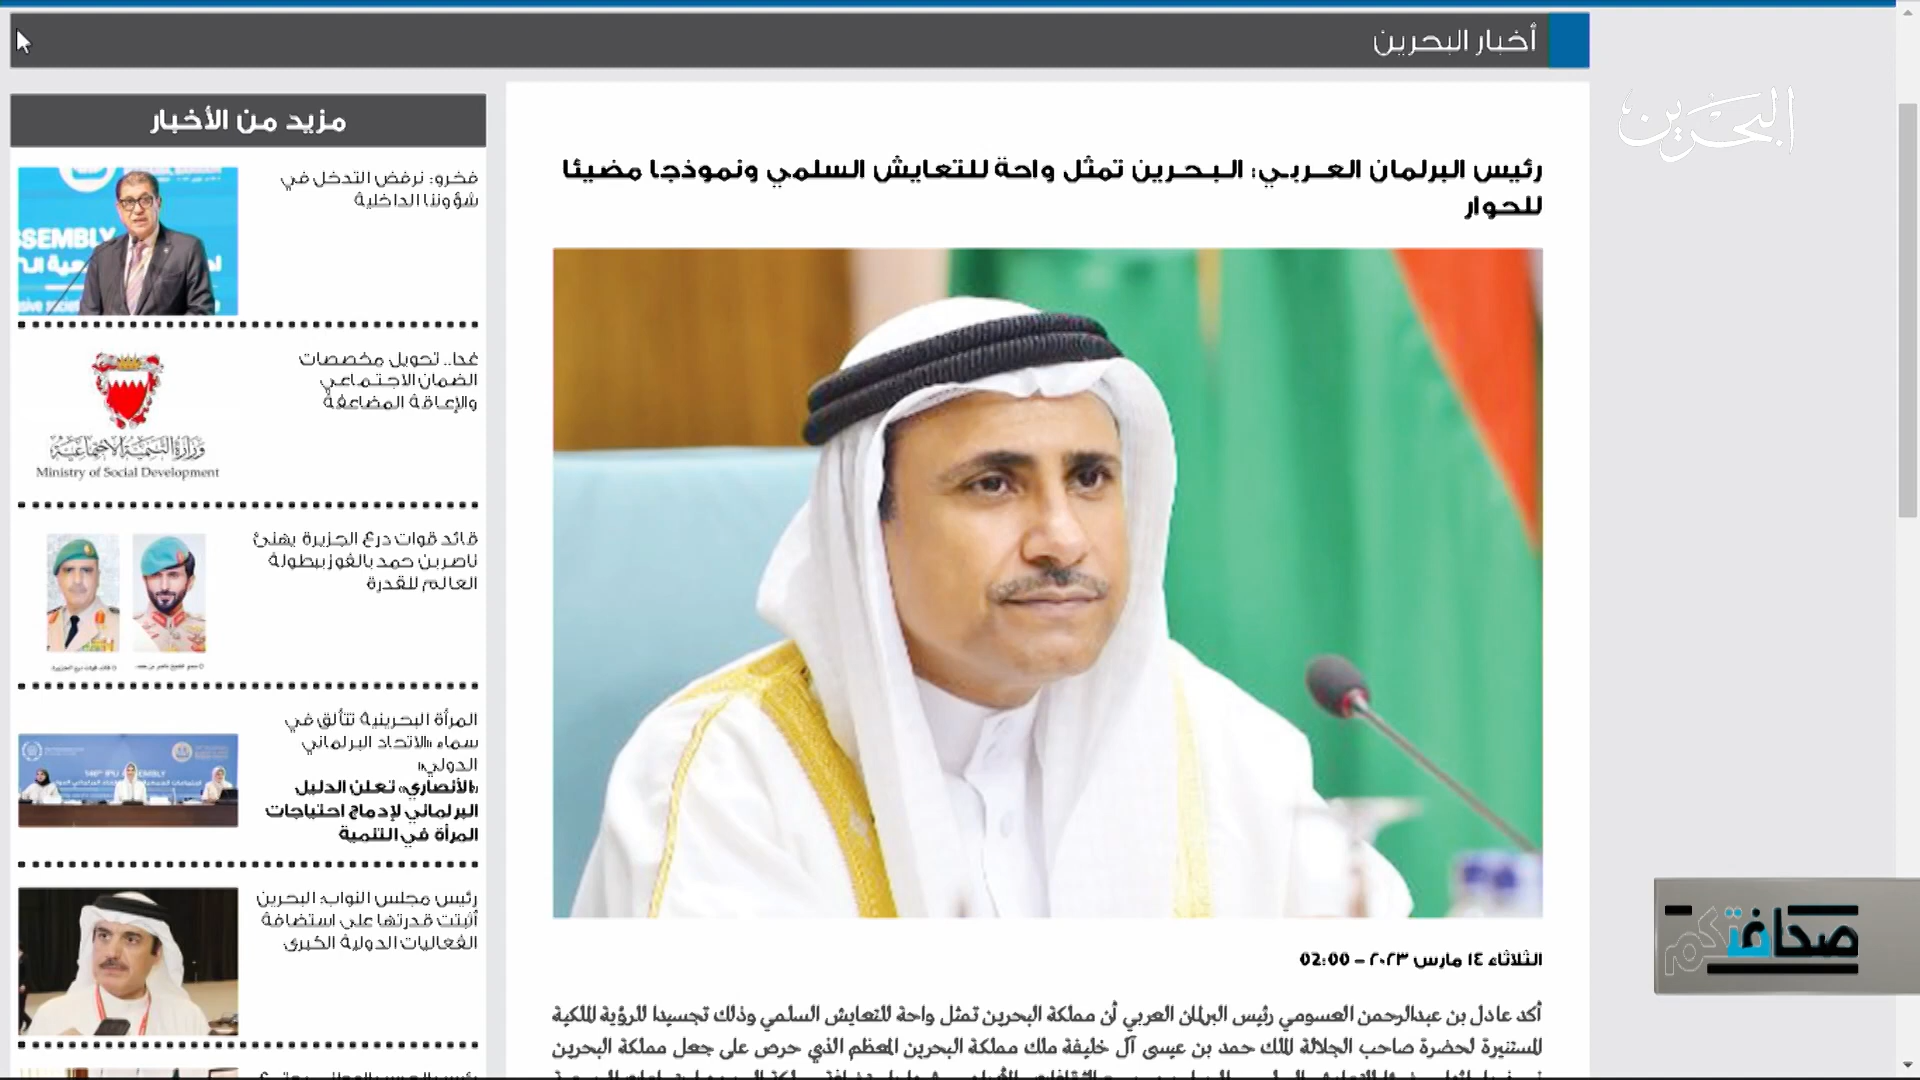 أخبار البحرين
البحرين
رئيس البرلمان العربي: البحرين تمثل واحة للتعايش السلمي ونموذجا مضيئا
للحوار
الثلاثاء ١٤ مارس ٢٠٢٣ - 02:00
أكد عادل بن عبدالرحمن العسومي رئيس البرلمان العربي أن مملكة البحرين تمثل واحة للتعايش السلمي وذلك تجسيدا للرؤية الملكية
المستنيرة لحضرة صاحب الجلالة الملك حمد بن عيسى آل خليفة ملك مملكة البحرين المعظم الذي حرص على جعل مملكة البحرين
مزيد من الأخبار
فخرو: نرفض التدخل في
شؤوننا الداخلية
SSEMBLY
غدا.. تحويل مخصصات
الضمان الاجتماعي
والإعاقة المضاعفة
وزارة التنمية الاجتماعية
Ministry of Social Development
قائد قوات درع الجزيرة يهنئ
ناصر بن حمد بالفوز ببطولة
العالم للقدرة
المرأة البحرينية تتألق في
سماء «الاتحاد البرلماني
الدولي»
«الأنصاري» تعلن الدليل
البرلماني لإدماج احتياجات
المرأة في التنمية
رئيس مجلس النواب: البحرين
أثبتت قدرتها على استضافة
الفعاليات الدولية الكبرى
صحافتكم